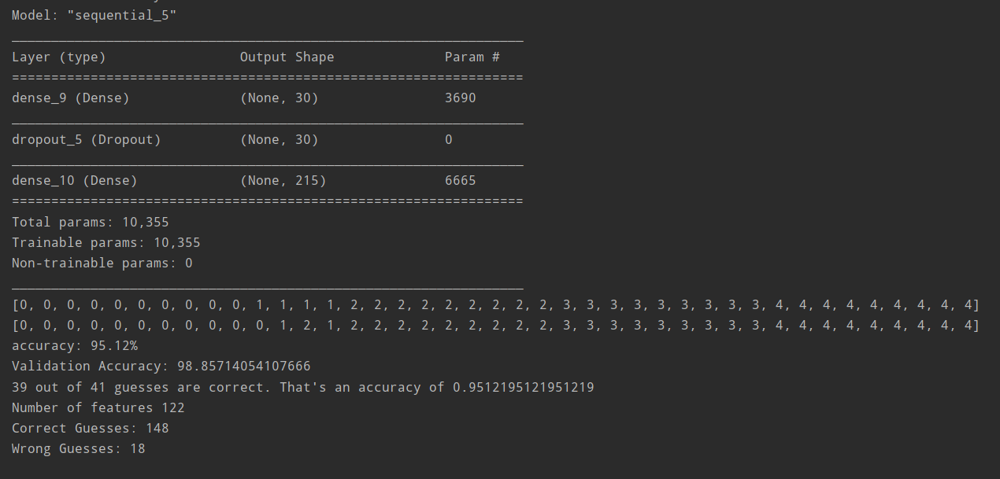 Model: "sequential_5"
_________________________________________________________________
Layer (type)                 Output Shape              Param #
=================================================================
dense_9 (Dense)              (None, 30)                3690
_________________________________________________________________
dropout_5 (Dropout)          (None, 30)                0
_________________________________________________________________
dense_10 (Dense)             (None, 215)               6665
=================================================================
Total params: 10,355
Trainable params: 10,355
Non-trainable params: 0
_________________________________________________________________
[0, 0, 0, 0, 0, 0, 0, 0, 0, 0, 1, 1, 1, 1, 2, 2, 2, 2, 2, 2, 2, 2, 2, 3, 3, 3, 3, 3, 3, 3, 3, 3, 4, 4, 4, 4, 4, 4, 4, 4, 4]
[0, 0, 0, 0, 0, 0, 0, 0, 0, 0, 0, 1, 2, 1, 2, 2, 2, 2, 2, 2, 2, 2, 2, 3, 3, 3, 3, 3, 3, 3, 3, 3, 4, 4, 4, 4, 4, 4, 4, 4, 4]
accuracy: 95.12%
Validation Accuracy: 98.85714054107666
39 out of 41 guesses are correct. That's an accuracy of 0.9512195121951219
Number of features 122
Correct Guesses: 148
Wrong Guesses: 18